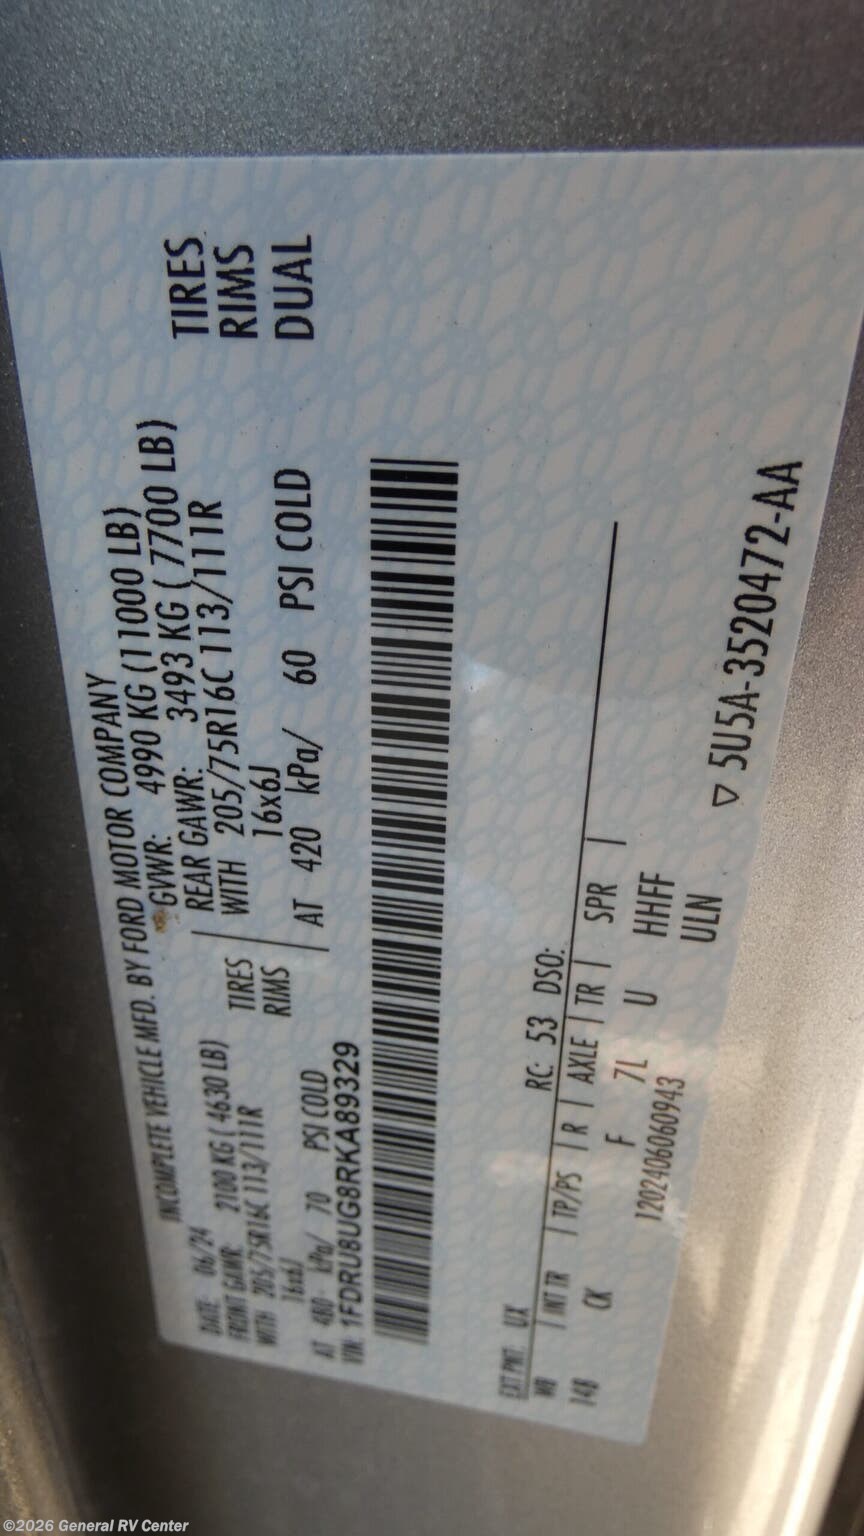 INCOMPLETE VEHICLE MFD. BY FORD MOTOR COMPANY
DATE: 06/24 GVWR: 4990 KG (11000 LB)
FRONT GAWR: 2100 KG ( 4630 LB) REAR GAWR: 3493 KG ( 7700 LB)
WITH 205/75R16C 113/111R TIRES WITH 205/75R16C 113/111R TIRES
16x6J RIMS 16x6J RIMS
AT 480 kPa/ 70 PSI COLD AT 420 kPa/ 60 PSI COLD DUAL
VIN: 1FDRU8UG8RKA89329
EXT PNT: UX RC: 53 DSO:
WB | INT TR | TP/PS | R | AXLE | TR | SPR |
148 CK F 7L U HHFF
12024060​60943 ULN
▽ 5U5A-3520472-AA
©2026 General RV Center